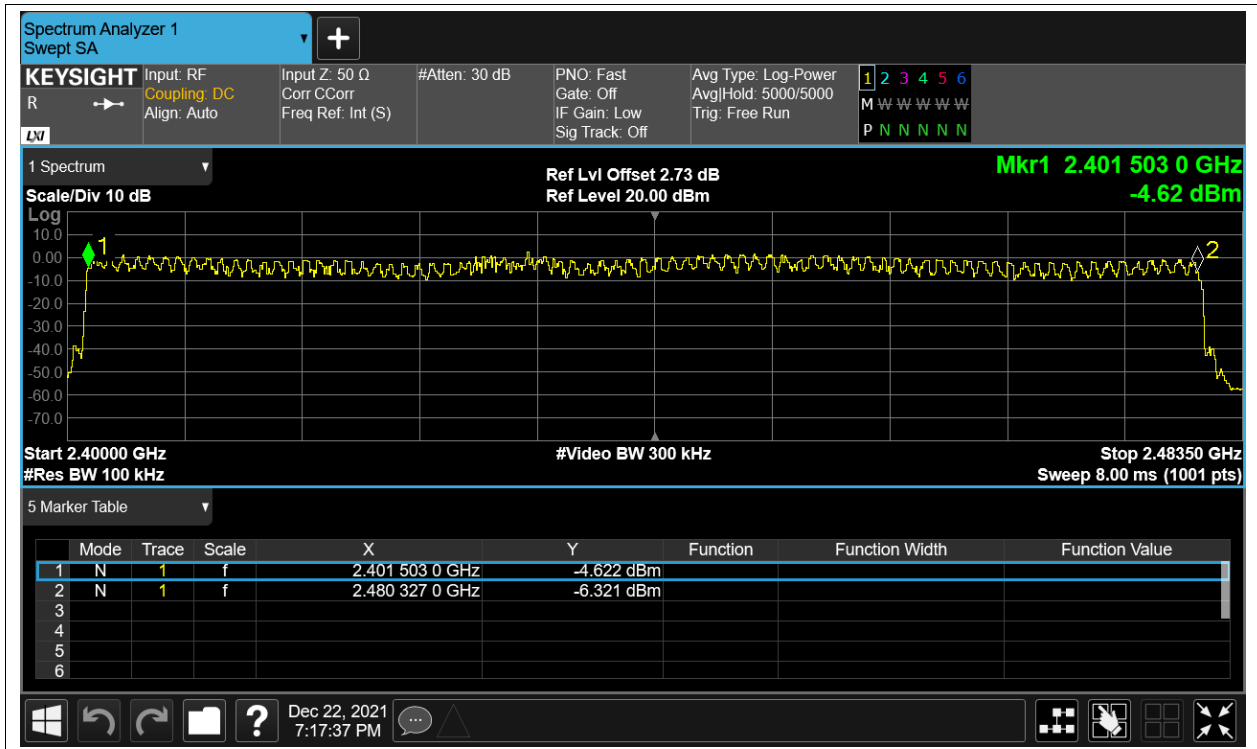 Spectrum Analyzer 1
Swept SA
KEYSIGHT
R
LXI
Input: RF
Coupling: DC
Align: Auto
Input Z: 50 Ω
Corr CCorr
Freq Ref: Int (S)
#Atten: 30 dB
PNO: Fast
Gate: Off
IF Gain: Low
Sig Track: Off
Avg Type: Log-Power
Avg|Hold: 5000/5000
Trig: Free Run
1 2 3 4 5 6
M W W W W W
P N N N N N
1 Spectrum
Scale/Div 10 dB
Ref Lvl Offset 2.73 dB
Ref Level 20.00 dBm
Mkr1 2.401 503 0 GHz
-4.62 dBm
Log
10.0
0.00
-10.0
-20.0
-30.0
-40.0
-50.0
-60.0
-70.0
1
2
Start 2.40000 GHz
#Res BW 100 kHz
#Video BW 300 kHz
Stop 2.48350 GHz
Sweep 8.00 ms (1001 pts)
5 Marker Table
Mode Trace Scale X Y Function Function Width Function Value
1 N 1 f 2.401 503 0 GHz -4.622 dBm
2 N 1 f 2.480 327 0 GHz -6.321 dBm
3
4
5
6
?
Dec 22, 2021
7:17:37 PM